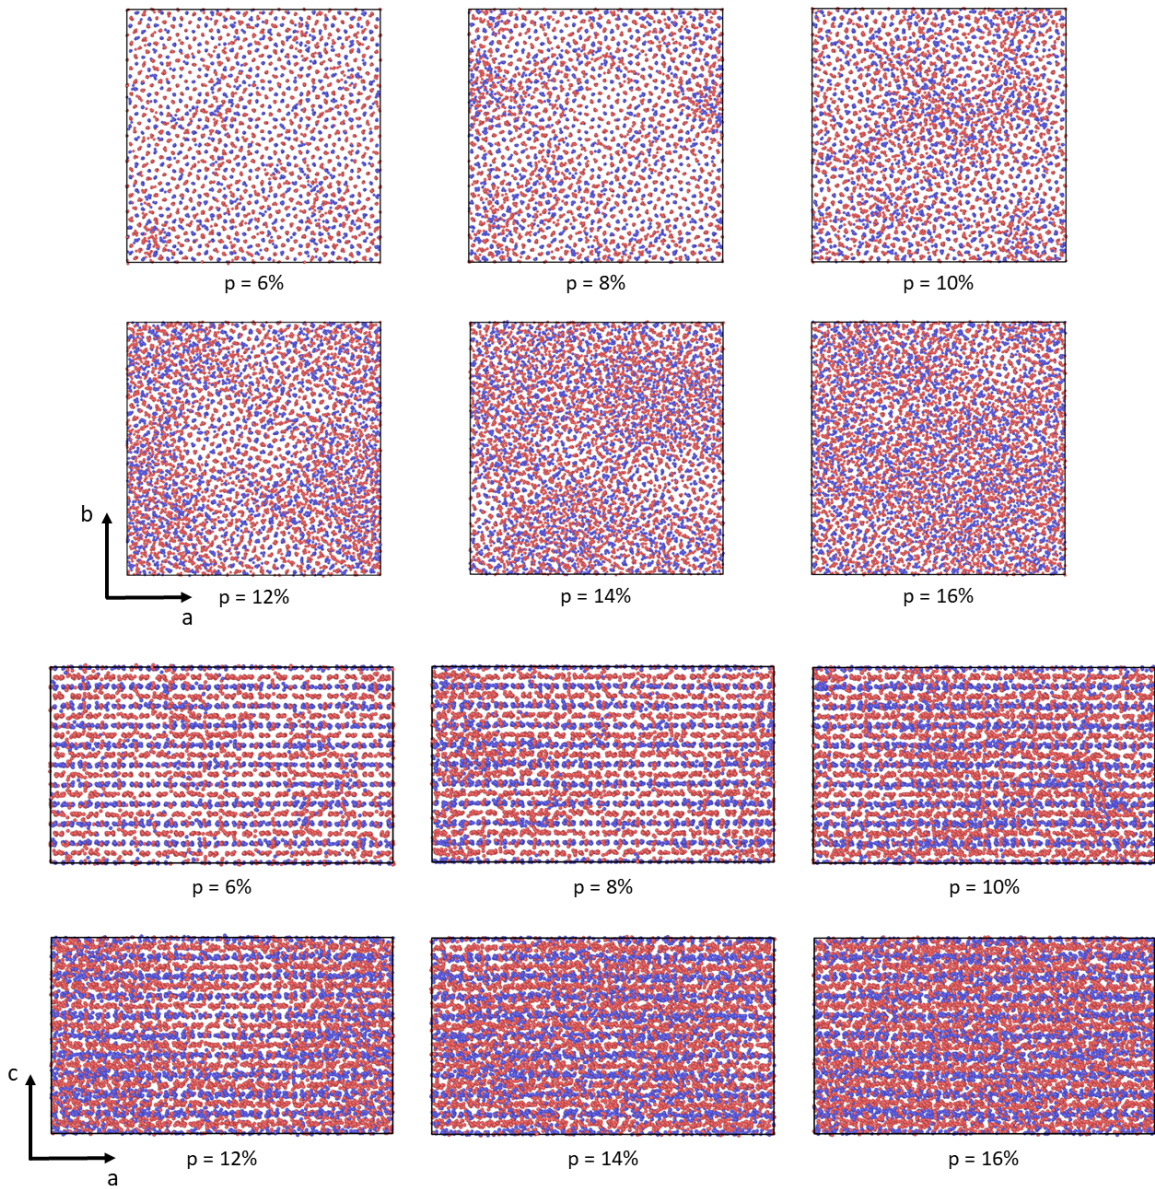 p = 6%
p = 8%
p = 10%
b
a
p = 12%
p = 14%
p = 16%
p = 6%
p = 8%
p = 10%
c
a
p = 12%
p = 14%
p = 16%